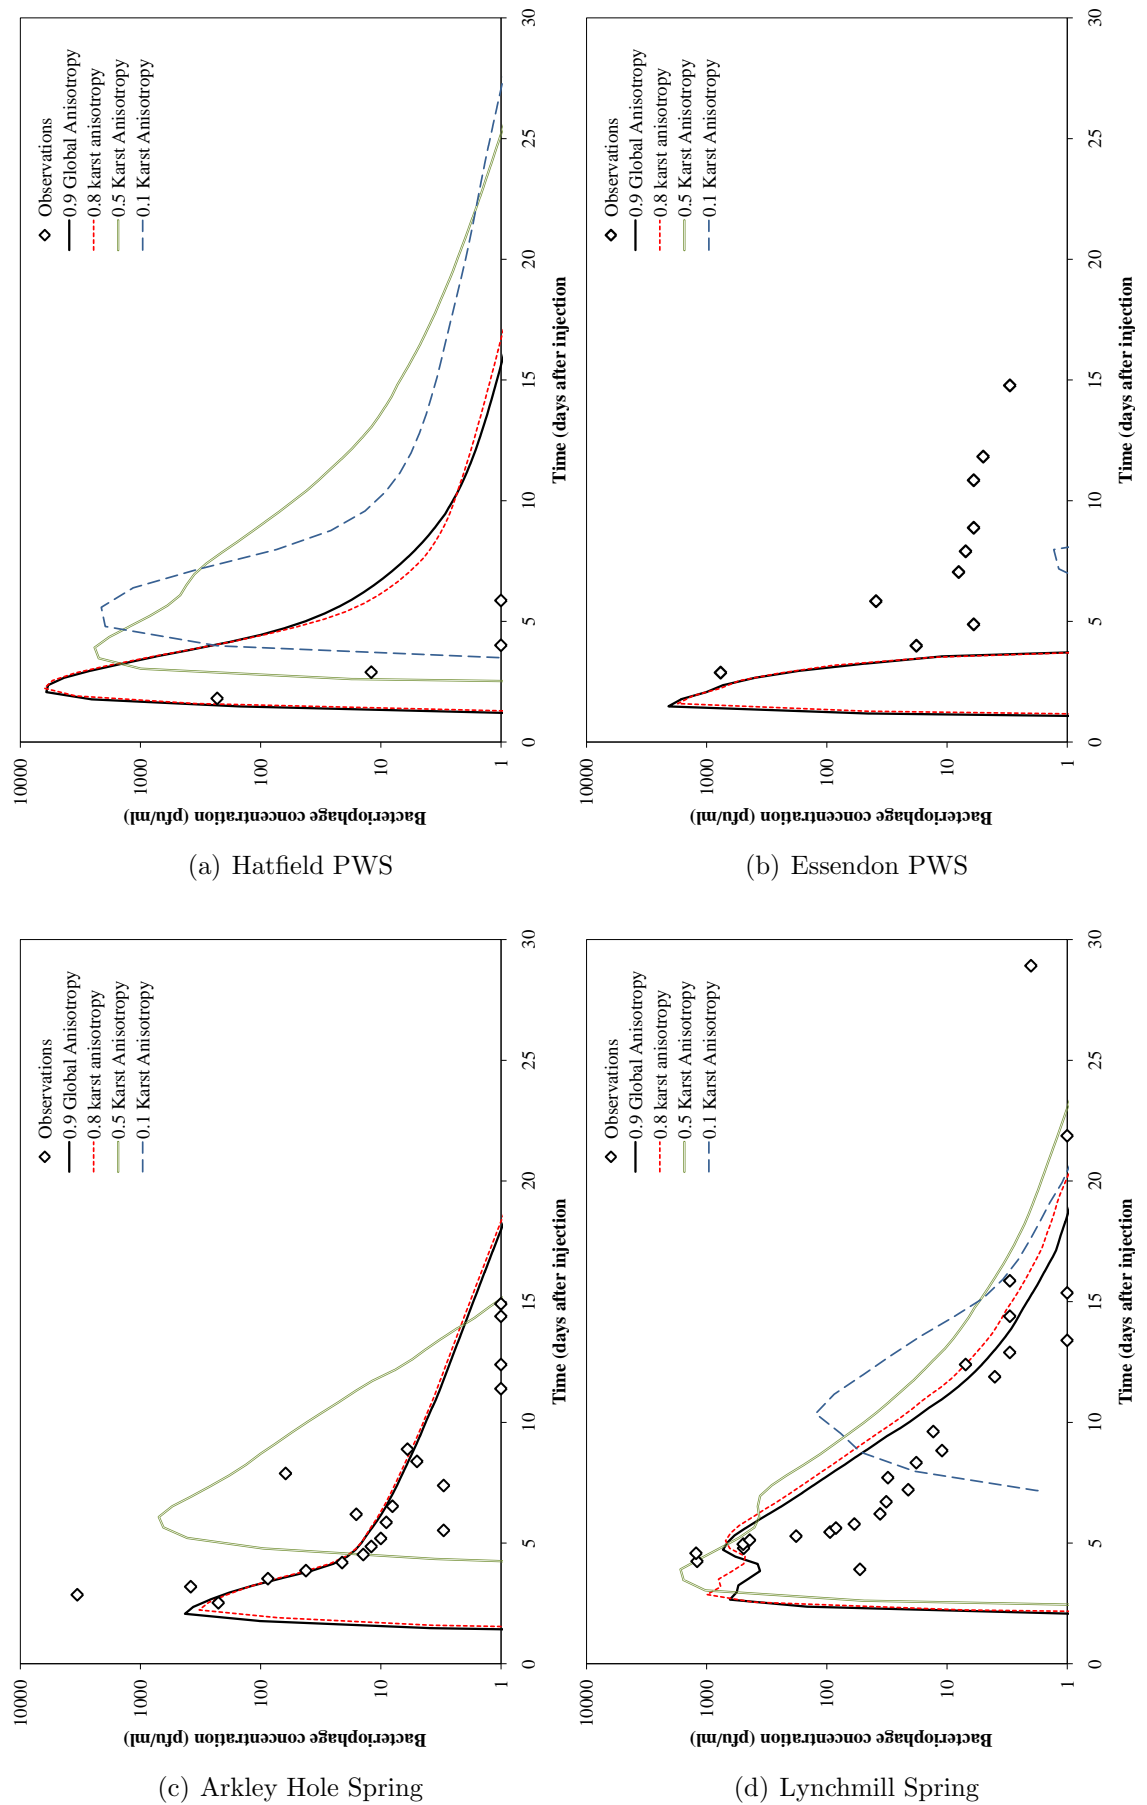 10000
1000
100
10
1
Bacteriophage concentration (pfu/ml)
0
5
10
15
20
25
30
Time (days after injection
Observations
0.9 Global Anisotropy
0.8 karst anisotropy
0.5 Karst Anisotropy
0.1 Karst Anisotropy
(a) Hatfield PWS
10000
1000
100
10
1
Bacteriophage concentration (pfu/ml)
0
5
10
15
20
25
30
Time (days after injection
Observations
0.9 Global Anisotropy
0.8 karst anisotropy
0.5 Karst Anisotropy
0.1 Karst Anisotropy
(b) Essendon PWS
10000
1000
100
10
1
Bacteriophage concentration (pfu/ml)
0
5
10
15
20
25
30
Time (days after injection
Observations
0.9 Global Anisotropy
0.8 karst anisotropy
0.5 Karst Anisotropy
0.1 Karst Anisotropy
(c) Arkley Hole Spring
10000
1000
100
10
1
Bacteriophage concentration (pfu/ml)
0
5
10
15
20
25
30
Time (days after injection
Observations
0.9 Global Anisotropy
0.8 karst anisotropy
0.5 Karst Anisotropy
0.1 Karst Anisotropy
(d) Lynchmill Spring